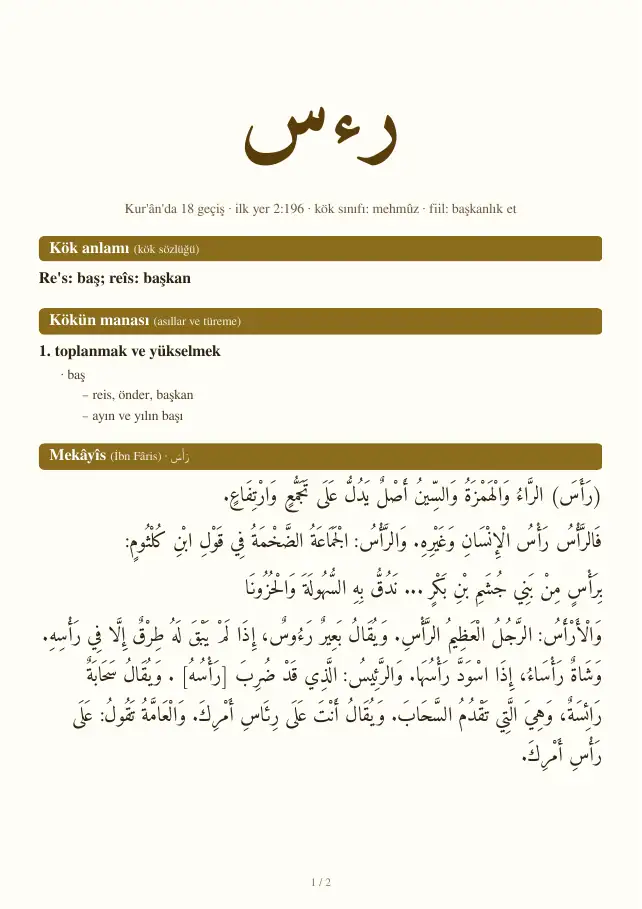 رءس
Kur'ân'da 18 geçiş · ilk yer 2:196 · kök sınıfı: mehmûz · fiil: başkanlık et
Kök anlamı (kök sözlüğü)
Re's: baş; reîs: başkan
Kökün manası (asıllar ve türeme)
1. toplanmak ve yükselmek
· baş
– reis, önder, başkan
– ayın ve yılın başı
Mekâyîs (İbn Fâris) · رَأَسَ
(رَأَسَ) الرَّاءُ وَالْهَمْزَةُ وَالسِّينُ أَصْلٌ يَدُلُّ عَلَى تَجَمُّعٍ وَارْتِفَاعٍ.
فَالرَّأْسُ رَأْسُ الْإِنْسَانِ وَغَيْرِهِ. وَالرَّأْسُ: الْجَمَاعَةُ الضَّخْمَةُ فِي قَوْلِ ابْنِ كُلْثُومٍ:
بِرَأْسٍ مِنْ بَنِي جُشَمِ بْنِ بَكْرٍ ... نَدُقُّ بِهِ السُّهُولَةَ وَالْحُزُونَا
وَالْأَرْأَسُ: الرَّجُلُ الْعَظِيمُ الرَّأْسِ. وَيُقَالُ بَعِيرٌ رَءُوسٌ، إِذَا لَمْ يَبْقَ لَهُ طِرْقٌ إِلَّا فِي رَأْسِهِ.
وَشَاةٌ رَأْسَاءُ، إِذَا اسْوَدَّ رَأْسُهَا. وَالرَّئِيسُ: الَّذِي قَدْ ضُرِبَ [رَأْسُهُ] . وَيُقَالُ سَحَابَةٌ
رَائِسَةٌ، وَهِيَ الَّتِي تَقْدُمُ السَّحَابَ. وَيُقَالُ أَنْتَ عَلَى رِئَاسِ أَمْرِكَ. وَالْعَامَّةُ تَقُولُ: عَلَى
رَأْسِ أَمْرِكَ.
1 / 2